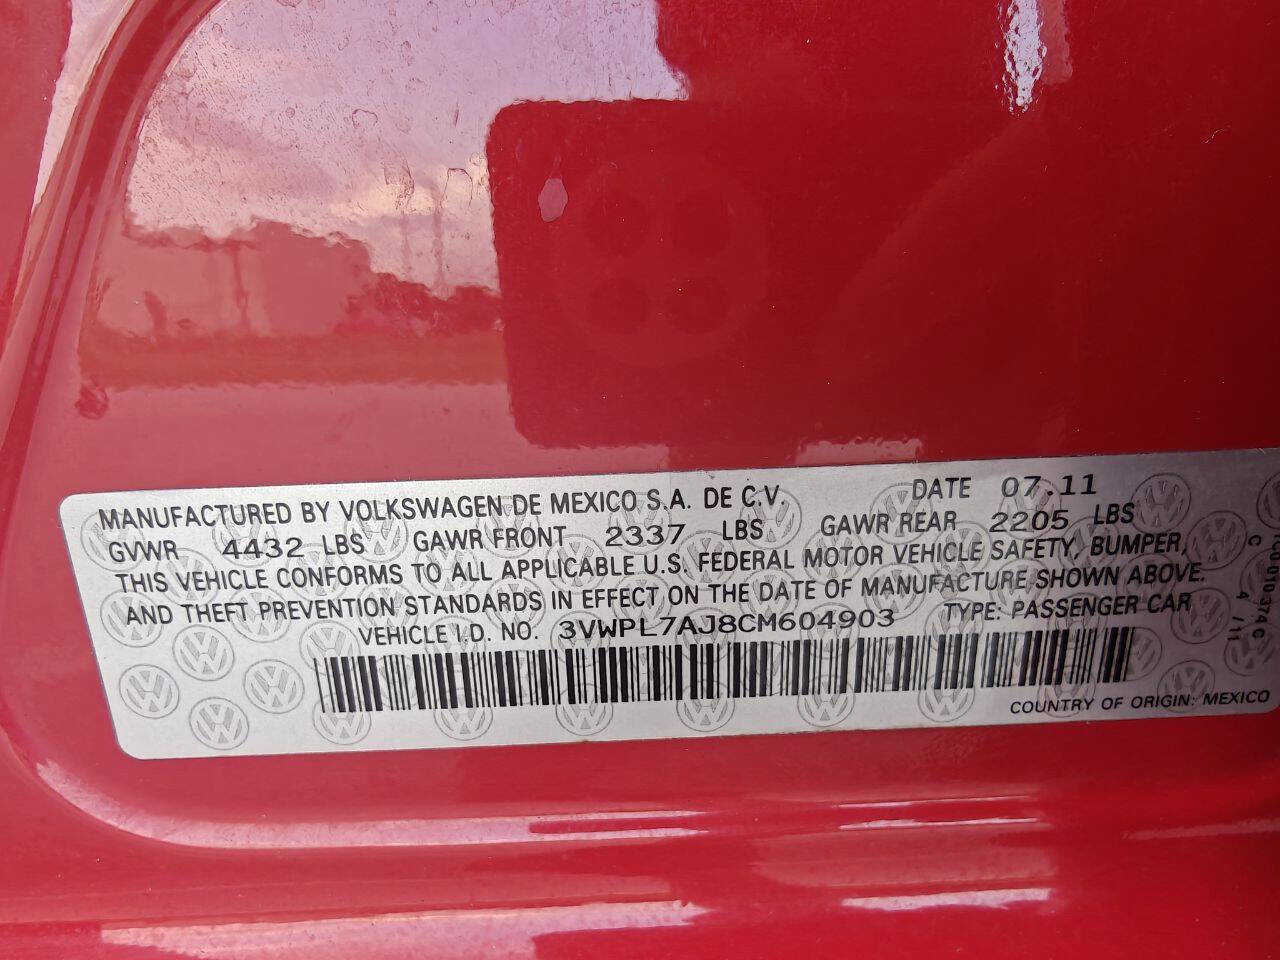 MANUFACTURED BY VOLKSWAGEN DE MEXICO S.A. DE C.V. DATE 07.11
GVWR 4432 LBS GAWR FRONT 2337 LBS GAWR REAR 2205 LBS
THIS VEHICLE CONFORMS TO ALL APPLICABLE U.S. FEDERAL MOTOR VEHICLE SAFETY, BUMPER,
AND THEFT PREVENTION STANDARDS IN EFFECT ON THE DATE OF MANUFACTURE SHOWN ABOVE.
VEHICLE I.D. NO. 3VWPL7AJ8CM604903 TYPE: PASSENGER CAR
COUNTRY OF ORIGIN: MEXICO
C 4/11